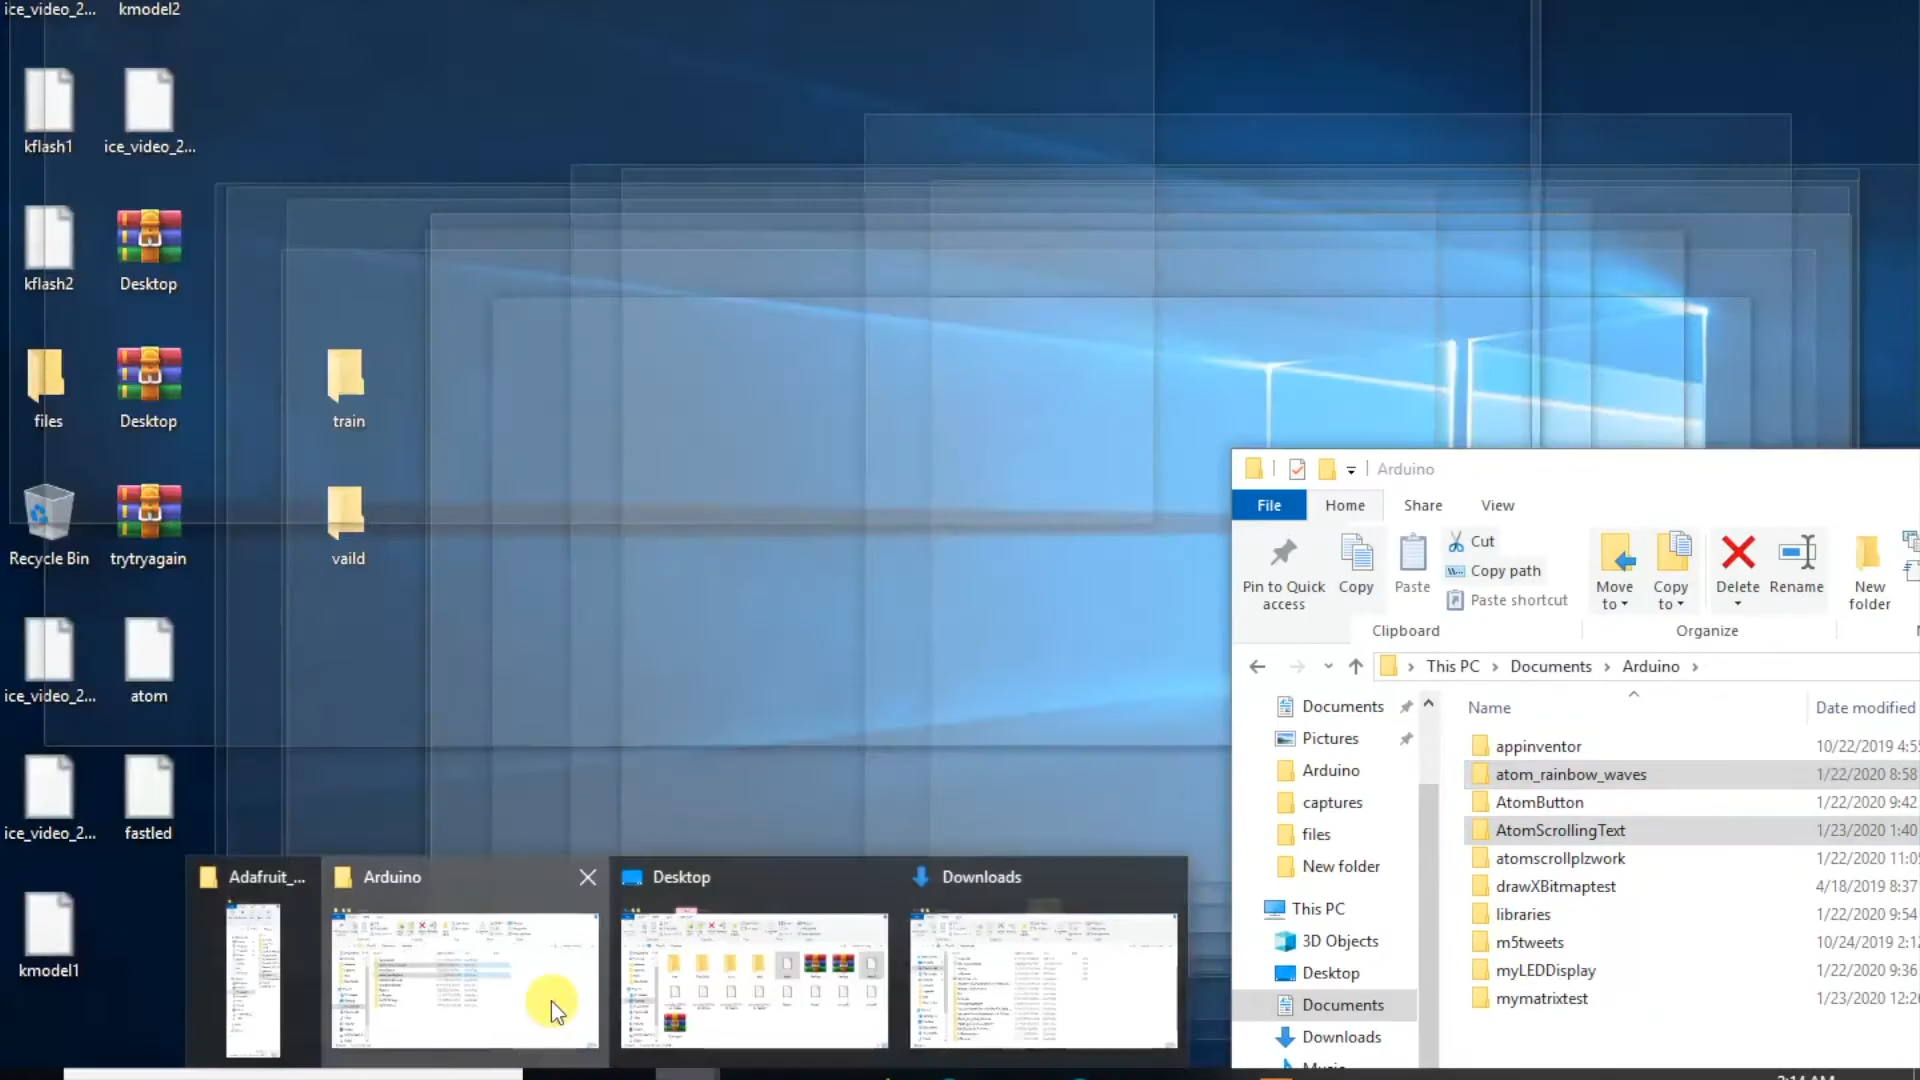 ice_video_2...
kmodel2
kflash1
ice_video_2...
kflash2
Desktop
files
Desktop
train
Recycle Bin
trytryagain
vaild
ice_video_2...
atom
ice_video_2...
fastled
kmodel1
Adafruit_...
Arduino
Desktop
Downloads
Arduino
File
Home
Share
View
Pin to Quick access
Copy
Paste
Cut
Copy path
Paste shortcut
Move to
Copy to
Delete
Rename
New folder
Clipboard
Organize
This PC
Documents
Arduino
Documents
Pictures
Arduino
captures
files
New folder
This PC
3D Objects
Desktop
Documents
Downloads
Name
Date modified
appinventor 10/22/2019 4:5
atom_rainbow_waves 1/22/2020 8:58
AtomButton 1/22/2020 9:42
AtomScrollingText 1/23/2020 1:40
atomscrollplzwork 1/22/2020 11:0
drawXBitmaptest 4/18/2019 8:37
libraries 1/22/2020 9:54
m5tweets 10/24/2019 2:1
myLEDDisplay 1/22/2020 9:36
mymatrixtest 1/23/2020 12:2